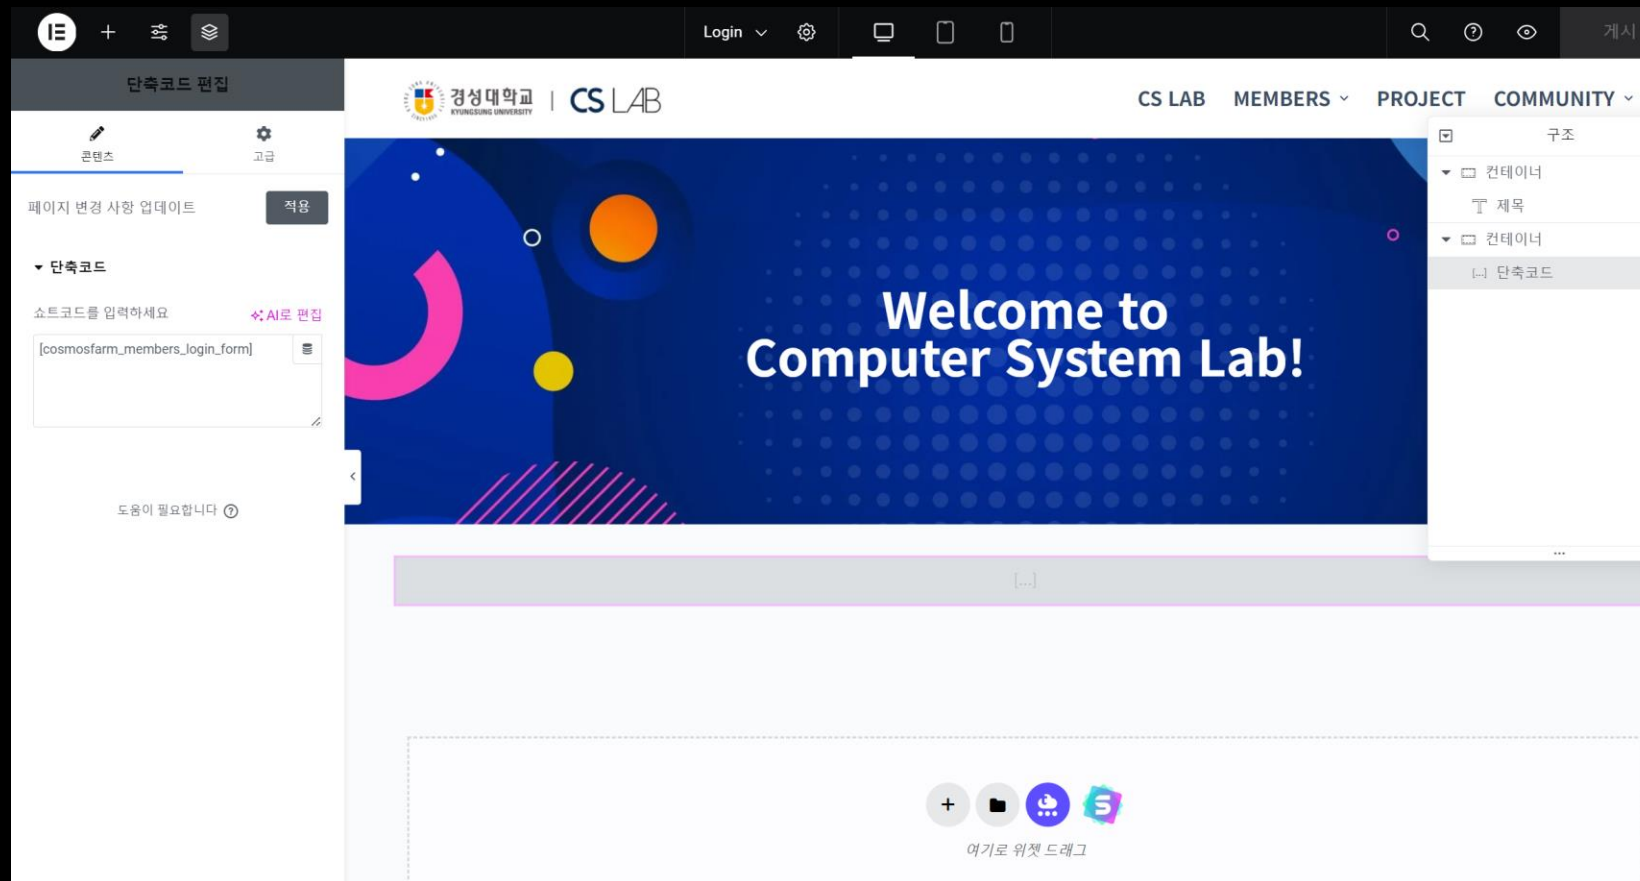 Login
게시
단축코드 편집
콘텐츠
고급
페이지 변경 사항 업데이트
적용
단축코드
쇼트코드를 입력하세요
AI로 편집
[cosmosfarm_members_login_form]
도움이 필요합니다
경성대학교
KYUNGSUNG UNIVERSITY
CS LAB
CS LAB
MEMBERS
PROJECT
COMMUNITY
구조
컨테이너
제목
컨테이너
[...] 단축코드
Welcome to
Computer System Lab!
[...]
여기로 위젯 드래그